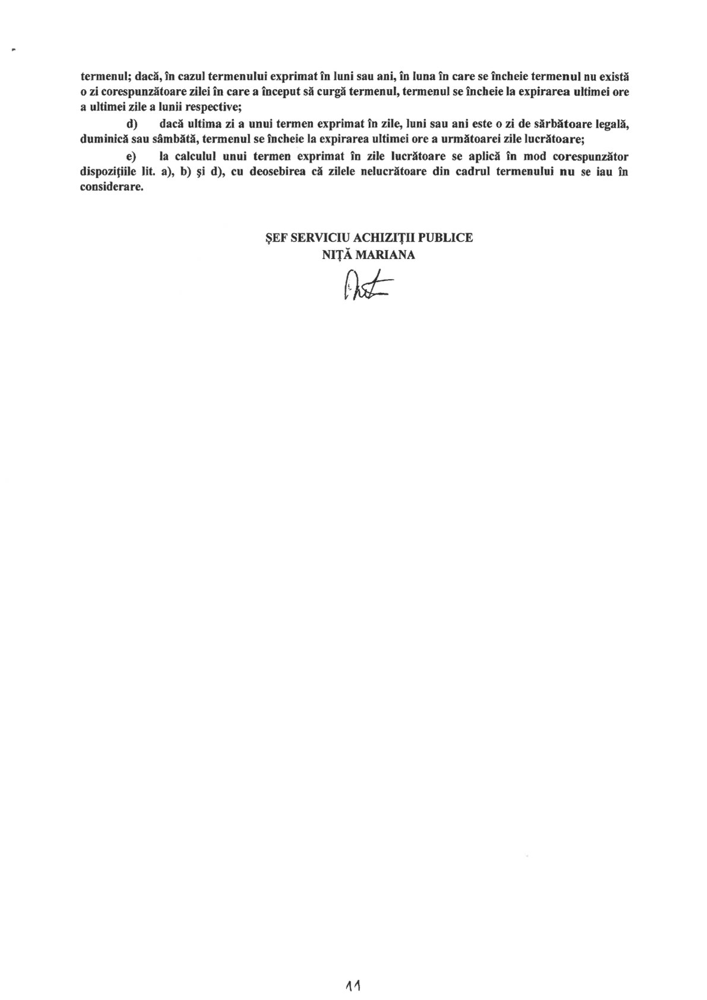 termenul; dacă, în cazul termenului exprimat în luni sau ani, în luna în care se încheie termenul nu există
o zi corespunzătoare zilei în care a început să curgă termenul, termenul se încheie la expirarea ultimei ore
a ultimei zile a lunii respective;
d) dacă ultima zi a unui termen exprimat în zile, luni sau ani este o zi de sărbătoare legală,
duminică sau sâmbătă, termenul se încheie la expirarea ultimei ore a următoarei zile lucrătoare;
e) la calculul unui termen exprimat în zile lucrătoare se aplică în mod corespunzător
dispoziţiile lit. a), b) şi d), cu deosebirea că zilele nelucrătoare din cadrul termenului nu se iau în
considerare.
ȘEF SERVICIU ACHIZIȚII PUBLICE
NIȚĂ MARIANA
11